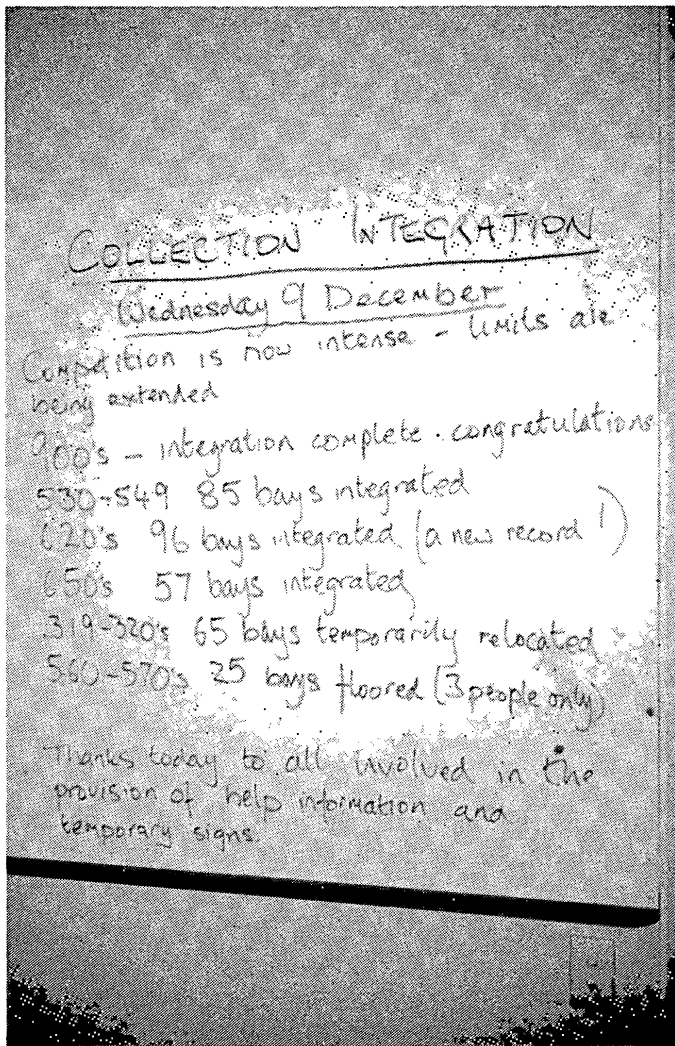 COLLECTION INTEGRATION
Wednesday 9 December
Competition is now intense - limits are
being extended
900's - integration complete. congratulations
530-549 85 bays integrated
620's 96 bays integrated (a new record!)
650's 57 bays integrated
319-320's 65 bays temporarily relocated
560-570's 25 bays floored (3 people only)
Thanks today to all involved in the
provision of help information and
temporary signs.